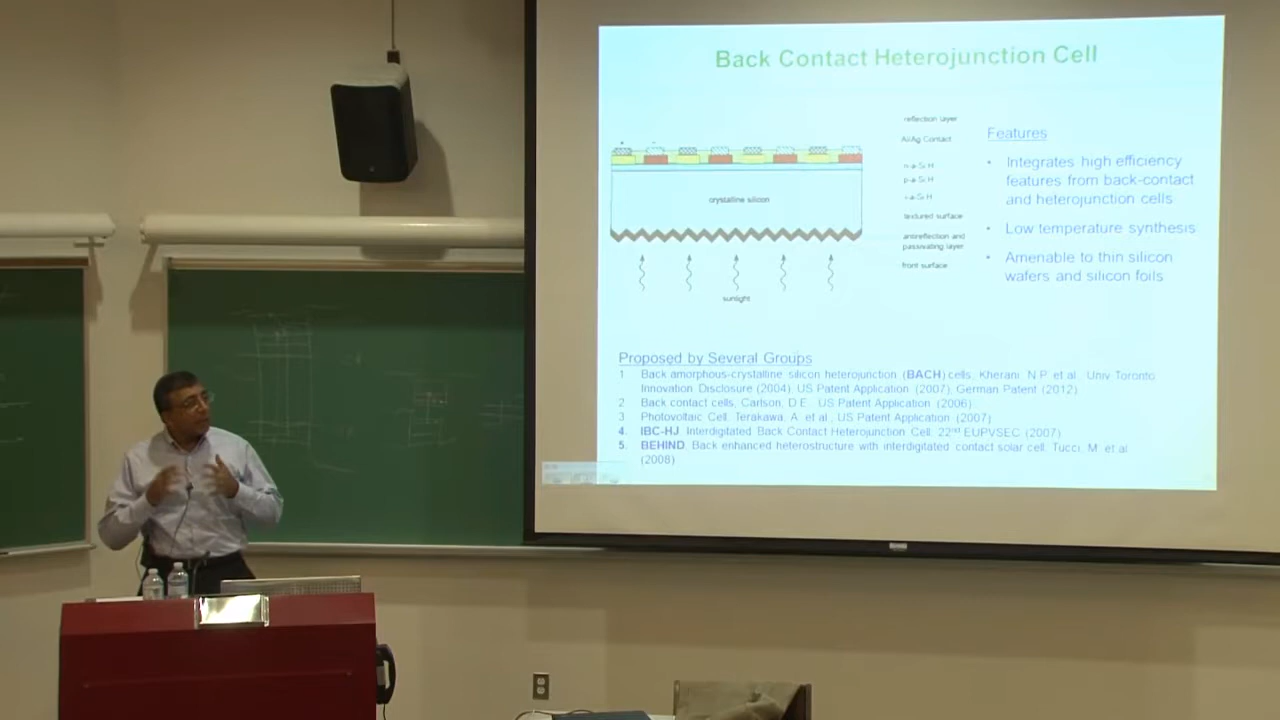 Back Contact Heterojunction Cell
reflection layer
Al/Ag Contact
n-a-Si:H
p-a-Si:H
i-a-Si:H
textured surface
antireflection and
passivating layer
front surface
crystalline silicon
sunlight
Features
• Integrates high efficiency
features from back-contact
and heterojunction cells
• Low temperature synthesis
• Amenable to thin silicon
wafers and silicon foils
Proposed by Several Groups
1 Back amorphous-crystalline silicon heterojunction (BACH) cells, Kherani, N.P. et al., Univ Toronto
Innovation Disclosure (2004), US Patent Application (2007), German Patent (2012)
2 Back contact cells, Carlson, D.E., US Patent Application (2006)
3 Photovoltaic Cell, Terakawa, A. et al., US Patent Application (2007)
4. IBC-HJ, Interdigitated Back Contact Heterojunction Cell, 22nd EUPVSEC (2007)
5. BEHIND, Back enhanced heterostructure with interdigitated contact solar cell, Tucci, M. et al.
(2008)